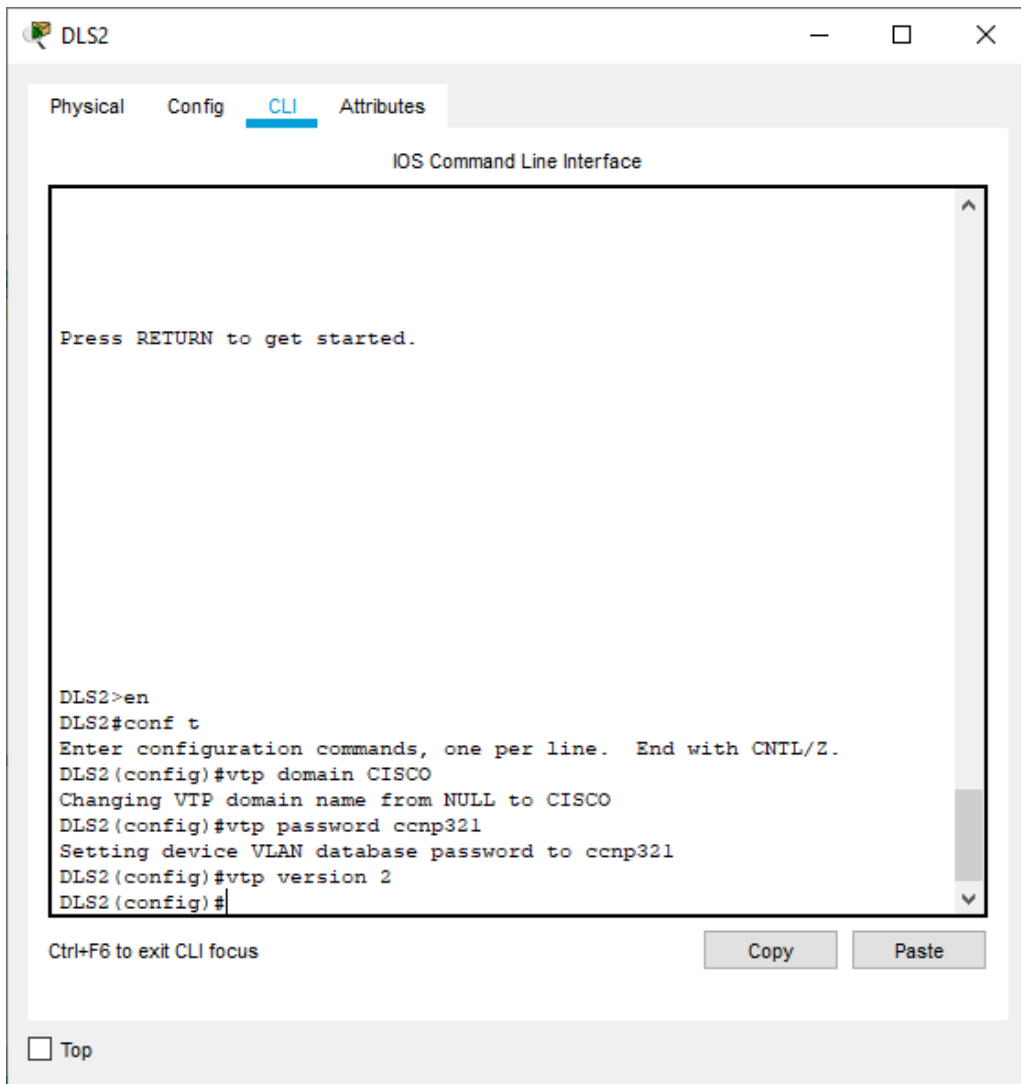 DLS2
Physical Config CLI Attributes
IOS Command Line Interface
Press RETURN to get started.
DLS2>en
DLS2#conf t
Enter configuration commands, one per line.  End with CNTL/Z.
DLS2(config)#vtp domain CISCO
Changing VTP domain name from NULL to CISCO
DLS2(config)#vtp password ccnp321
Setting device VLAN database password to ccnp321
DLS2(config)#vtp version 2
DLS2(config)#
Ctrl+F6 to exit CLI focus
Copy Paste
Top